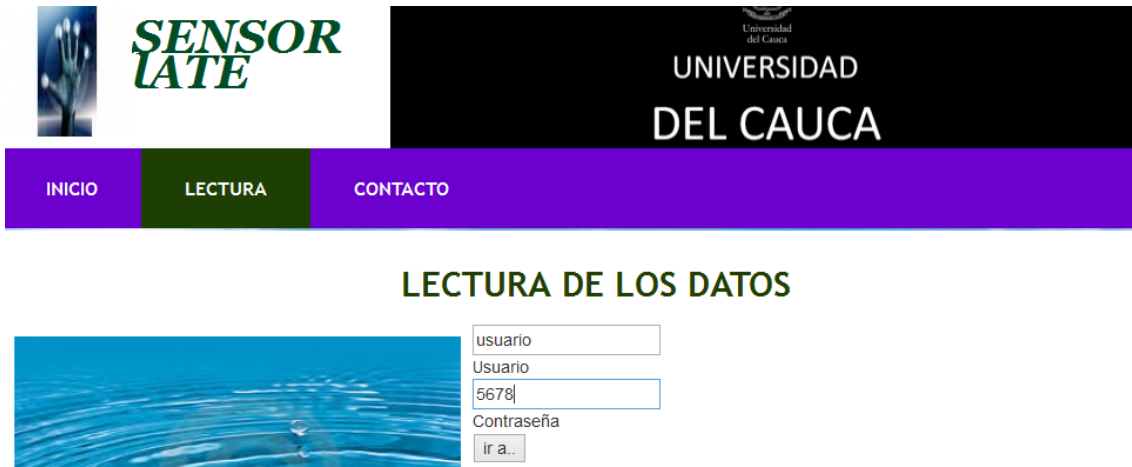 SENSOR
lATE
Universidad
del Cauca
UNIVERSIDAD
DEL CAUCA
INICIO LECTURA CONTACTO
LECTURA DE LOS DATOS
usuario
Usuario
5678
Contraseña
ir a..